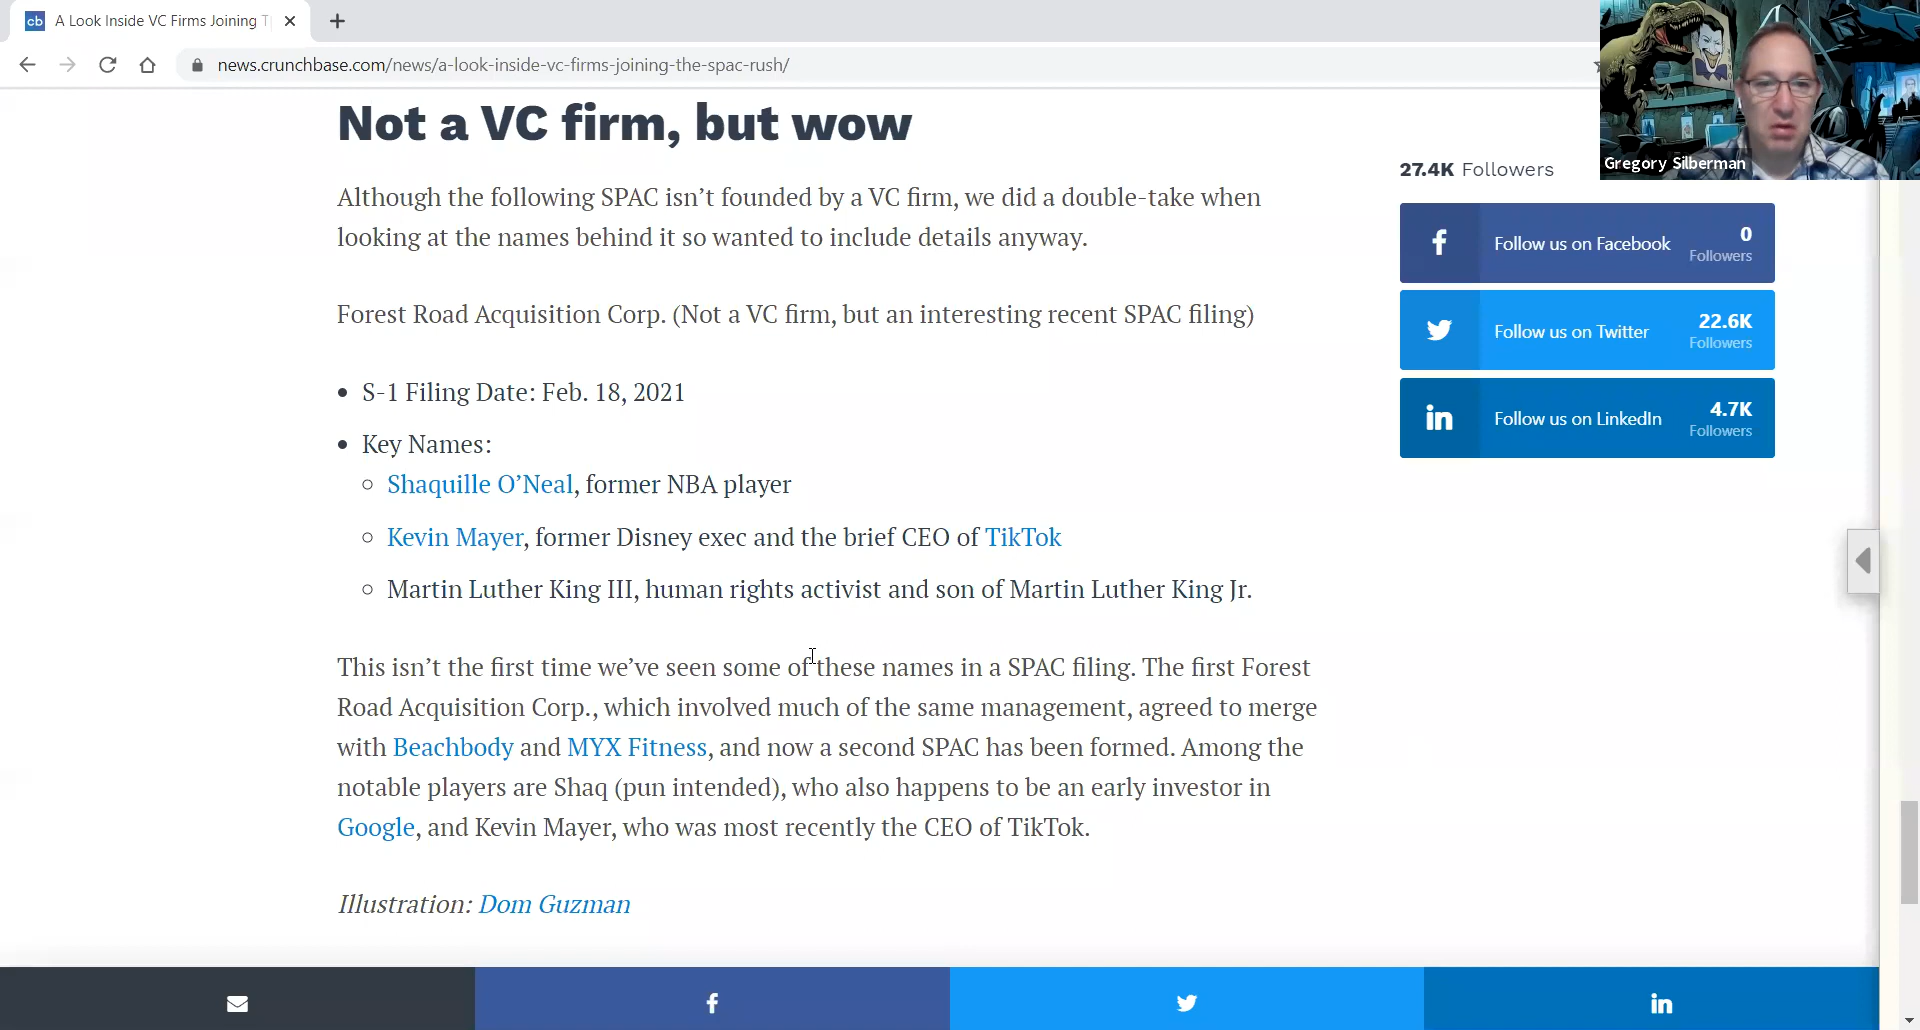 cb A Look Inside VC Firms Joining T
news.crunchbase.com/news/a-look-inside-vc-firms-joining-the-spac-rush/
Gregory Silberman
Not a VC firm, but wow
Although the following SPAC isn’t founded by a VC firm, we did a double-take when
looking at the names behind it so wanted to include details anyway.
Forest Road Acquisition Corp. (Not a VC firm, but an interesting recent SPAC filing)
S-1 Filing Date: Feb. 18, 2021
Key Names:
Shaquille O’Neal, former NBA player
Kevin Mayer, former Disney exec and the brief CEO of TikTok
Martin Luther King III, human rights activist and son of Martin Luther King Jr.
This isn’t the first time we’ve seen some of these names in a SPAC filing. The first Forest
Road Acquisition Corp., which involved much of the same management, agreed to merge
with Beachbody and MYX Fitness, and now a second SPAC has been formed. Among the
notable players are Shaq (pun intended), who also happens to be an early investor in
Google, and Kevin Mayer, who was most recently the CEO of TikTok.
Illustration: Dom Guzman
27.4K Followers
f Follow us on Facebook 0
Followers
Follow us on Twitter 22.6K
Followers
in Follow us on LinkedIn 4.7K
Followers
f in